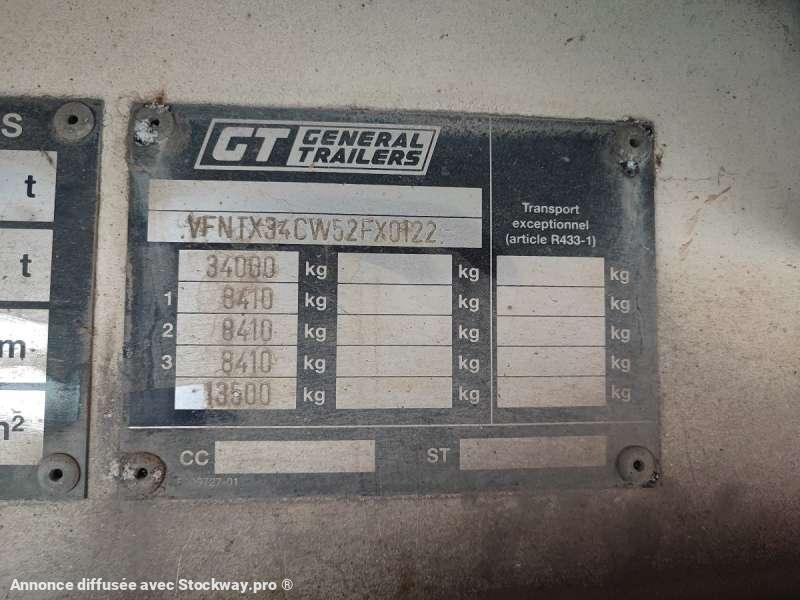 S
t
t
m
m²
GT GENERAL TRAILERS
VFNTX34CW52FX0122
Transport
exceptionnel
(article R433-1)
34000 kg kg kg
1 8410 kg kg kg
2 8410 kg kg kg
3 8410 kg kg kg
13500 kg kg kg
CC ST
Annonce diffusée avec Stockway.pro ®